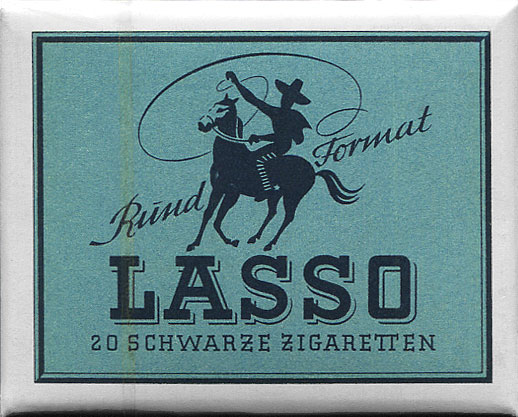 Rund Format
LASSO
20 SCHWARZE ZIGARETTEN